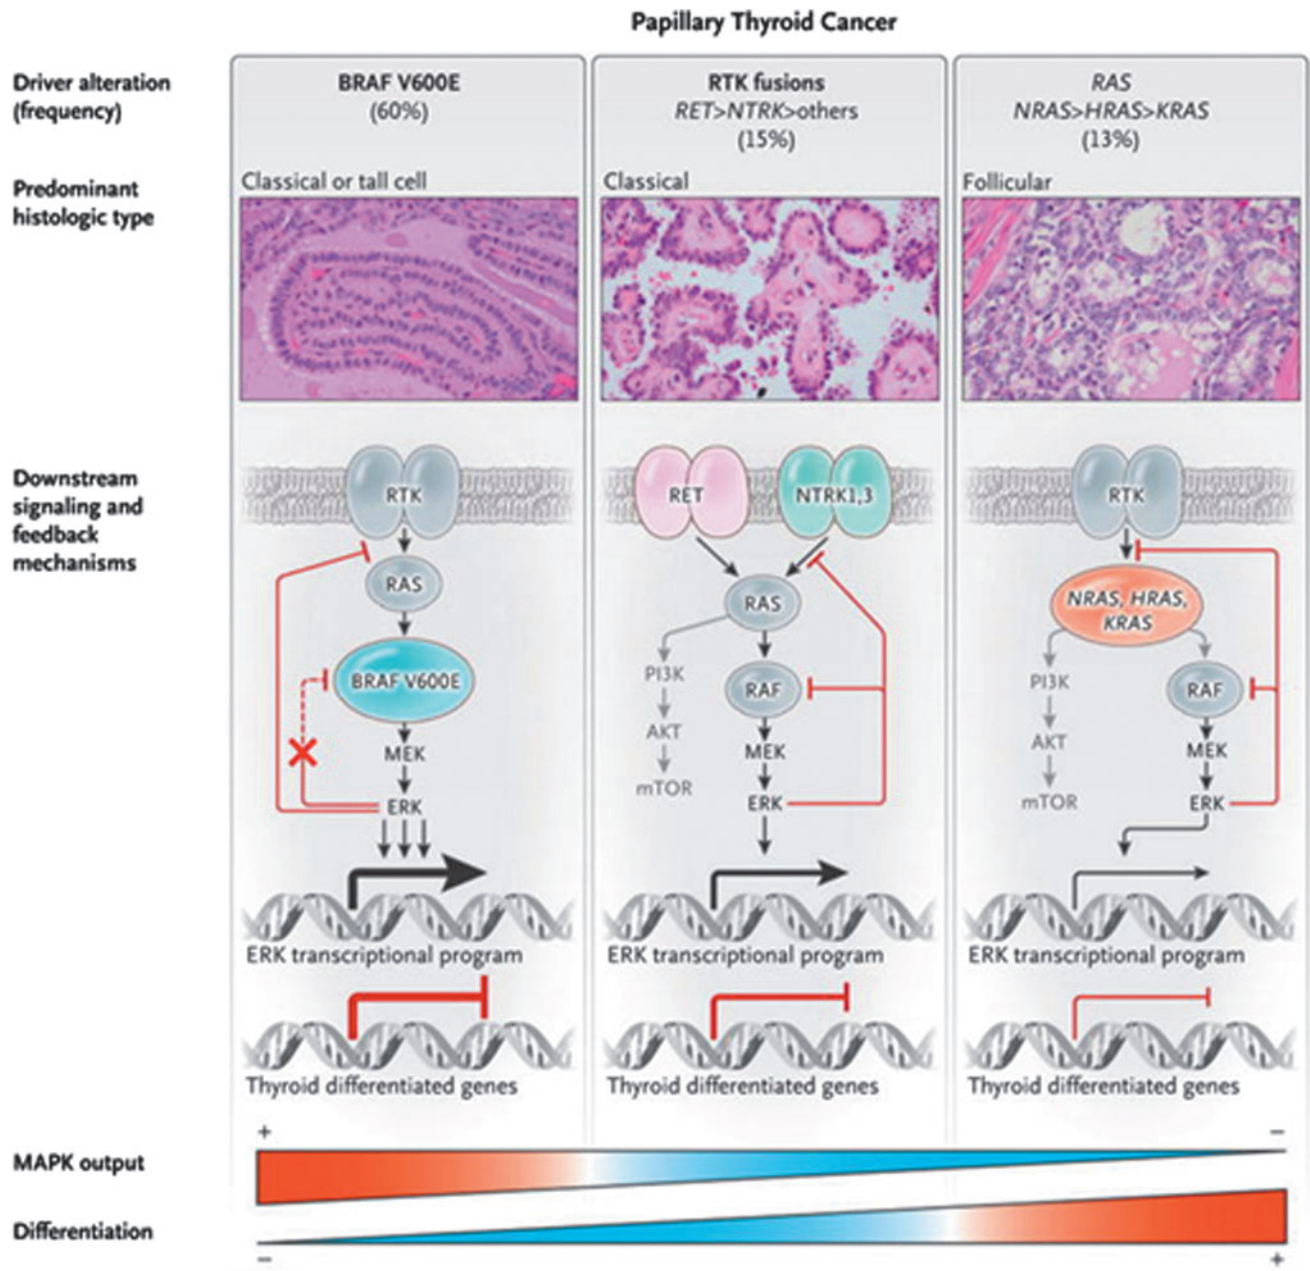 Papillary Thyroid Cancer
Driver alteration
(frequency)
BRAF V600E
(60%)
RTK fusions
RET>NTRK>others
(15%)
RAS
NRAS>HRAS>KRAS
(13%)
Predominant
histologic type
Classical or tall cell
Classical
Follicular
Downstream
signaling and
feedback
mechanisms
RTK
RAS
BRAF V600E
MEK
ERK
ERK transcriptional program
Thyroid differentiated genes
RET
NTRK1,3
RAS
PI3K
AKT
mTOR
RAF
MEK
ERK
ERK transcriptional program
Thyroid differentiated genes
RTK
NRAS, HRAS,
KRAS
PI3K
AKT
mTOR
RAF
MEK
ERK
ERK transcriptional program
Thyroid differentiated genes
+
−
MAPK output
Differentiation
−
+